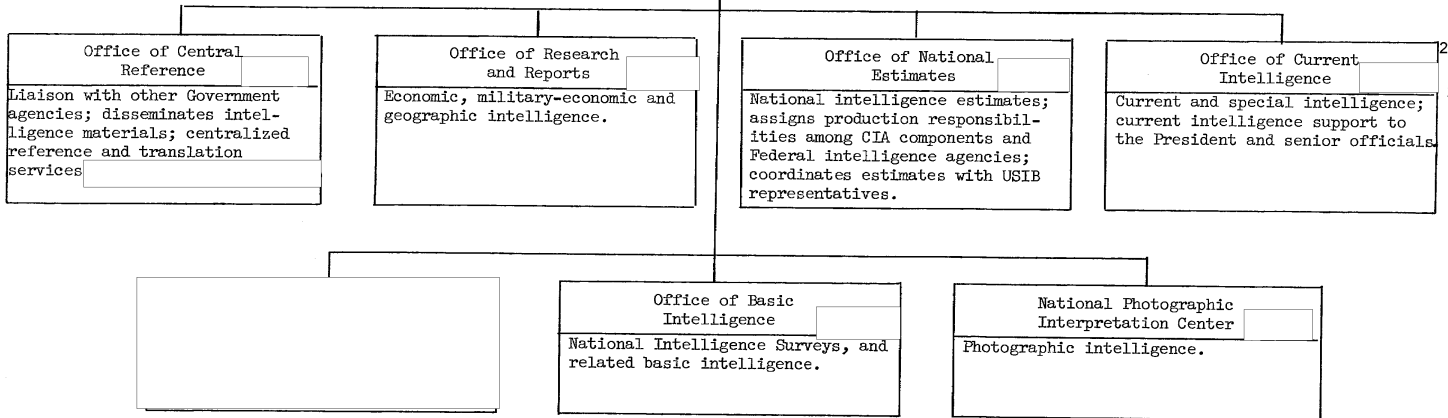 Office of Central
Reference
Liaison with other Government
agencies; disseminates intel-
ligence materials; centralized
reference and translation
services
Office of Research
and Reports
Economic, military-economic and
geographic intelligence.
Office of National
Estimates
National intelligence estimates;
assigns production responsibil-
ities among CIA components and
Federal intelligence agencies;
coordinates estimates with USIB
representatives.
Office of Current
Intelligence
2
Current and special intelligence;
current intelligence support to
the President and senior officials.
Office of Basic
Intelligence
National Intelligence Surveys, and
related basic intelligence.
National Photographic
Interpretation Center
Photographic intelligence.